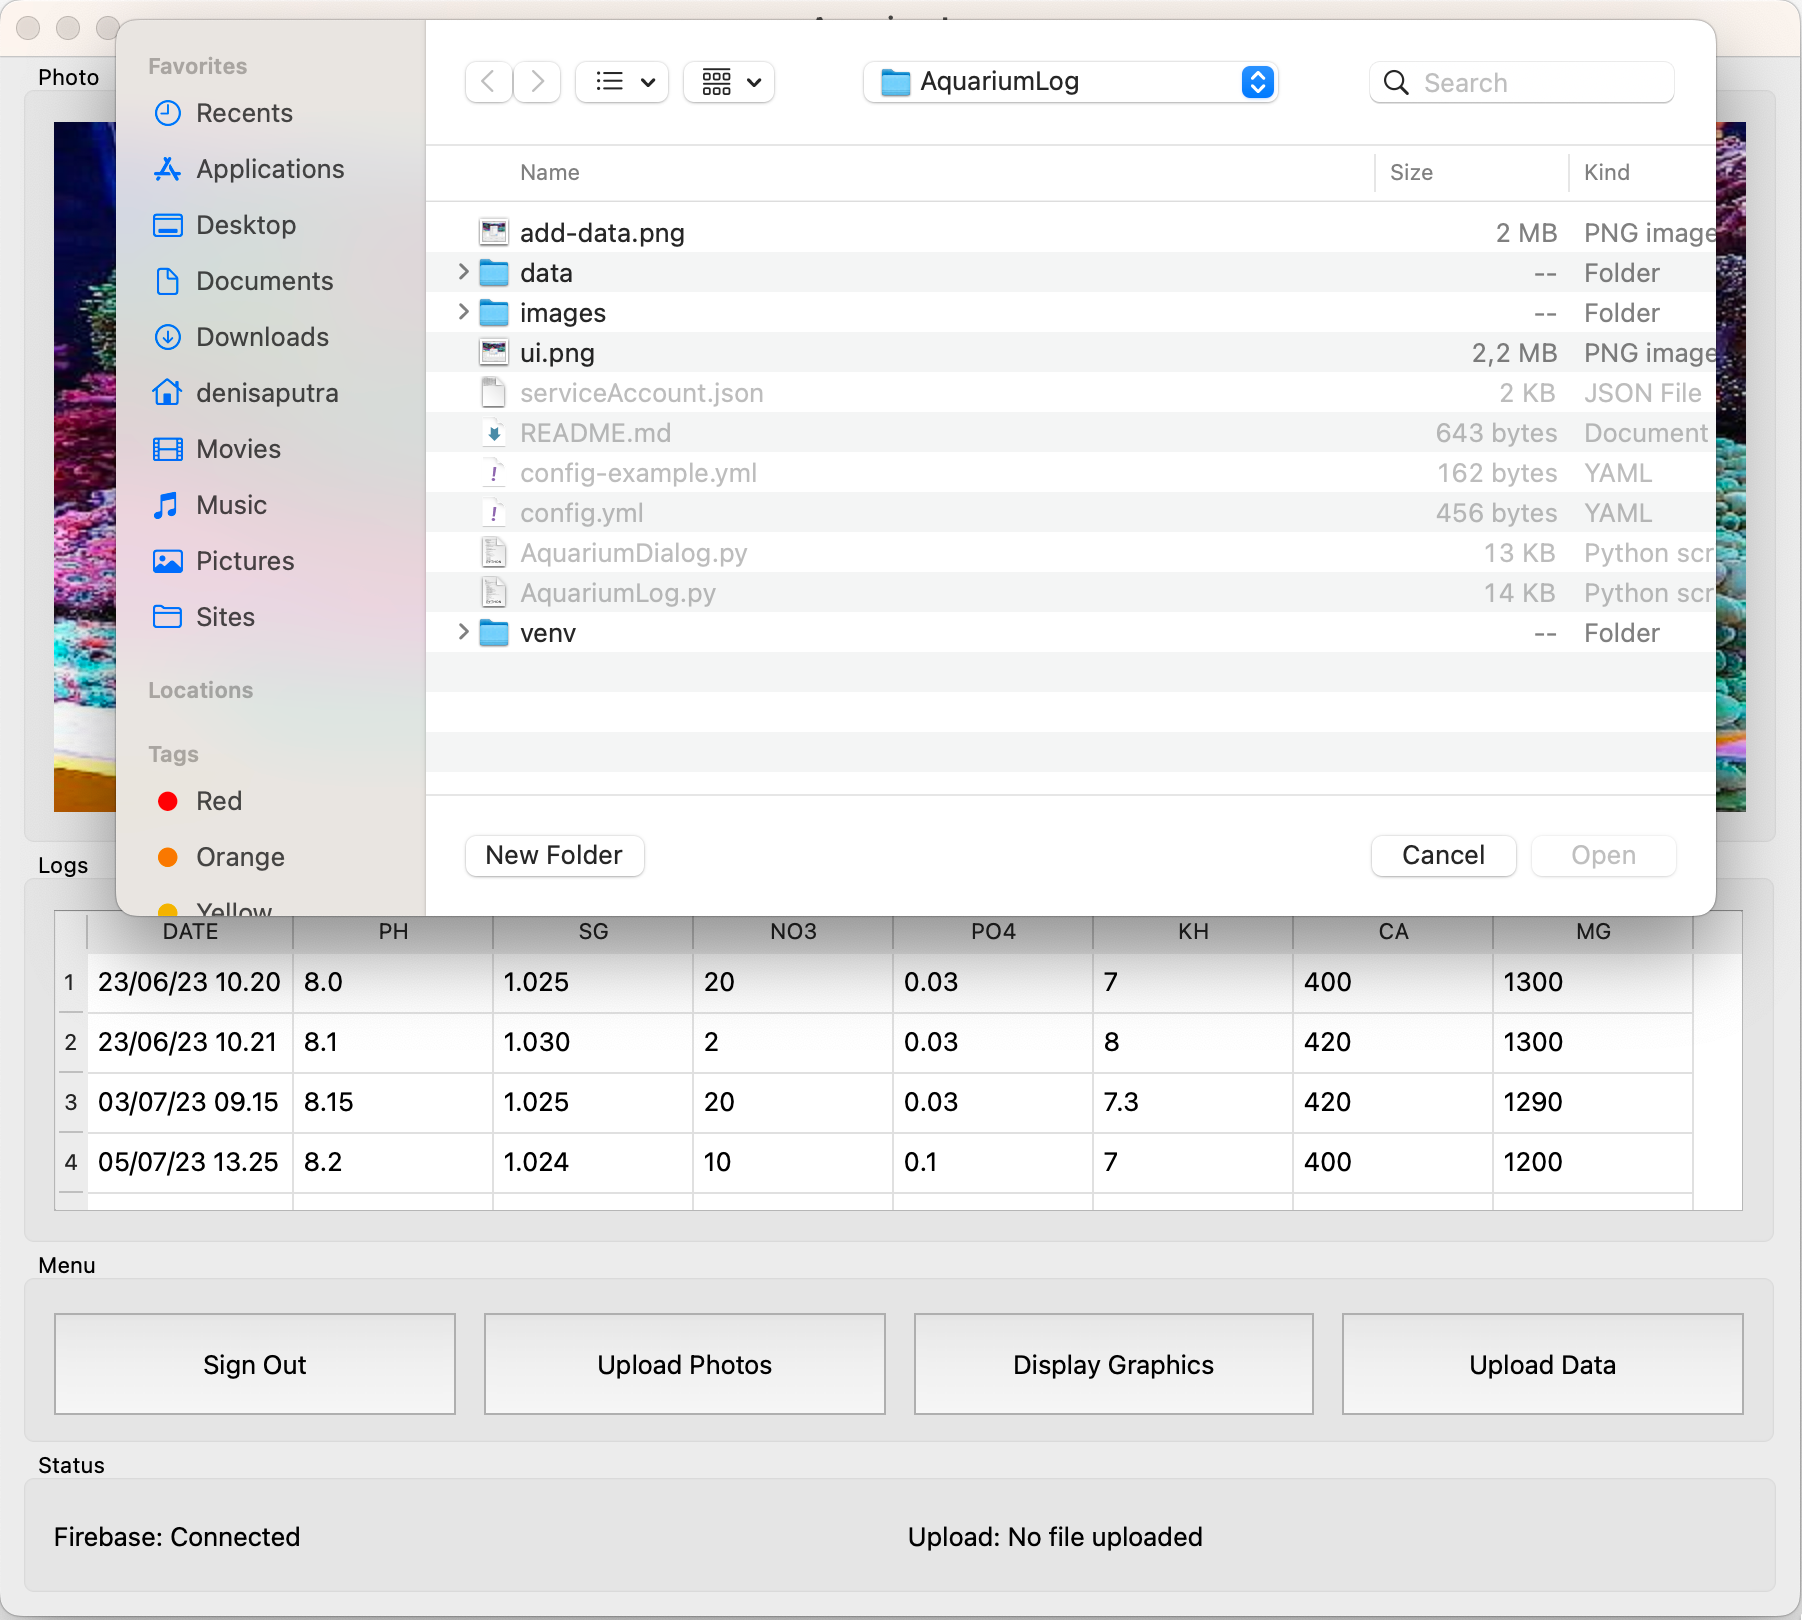 Photo
Favorites
Recents
Applications
Desktop
Documents
Downloads
denisaputra
Movies
Music
Pictures
Sites
Locations
Tags
Red
Orange
Yellow
AquariumLog
Search
Name Size Kind
add-data.png 2 MB PNG image
data -- Folder
images -- Folder
ui.png 2,2 MB PNG image
serviceAccount.json 2 KB JSON File
README.md 643 bytes Document
config-example.yml 162 bytes YAML
config.yml 456 bytes YAML
AquariumDialog.py 13 KB Python scr
AquariumLog.py 14 KB Python scr
venv -- Folder
New Folder Cancel Open
Logs
DATE PH SG NO3 PO4 KH CA MG
1 23/06/23 10.20 8.0 1.025 20 0.03 7 400 1300
2 23/06/23 10.21 8.1 1.030 2 0.03 8 420 1300
3 03/07/23 09.15 8.15 1.025 20 0.03 7.3 420 1290
4 05/07/23 13.25 8.2 1.024 10 0.1 7 400 1200
Menu
Sign Out Upload Photos Display Graphics Upload Data
Status
Firebase: Connected Upload: No file uploaded